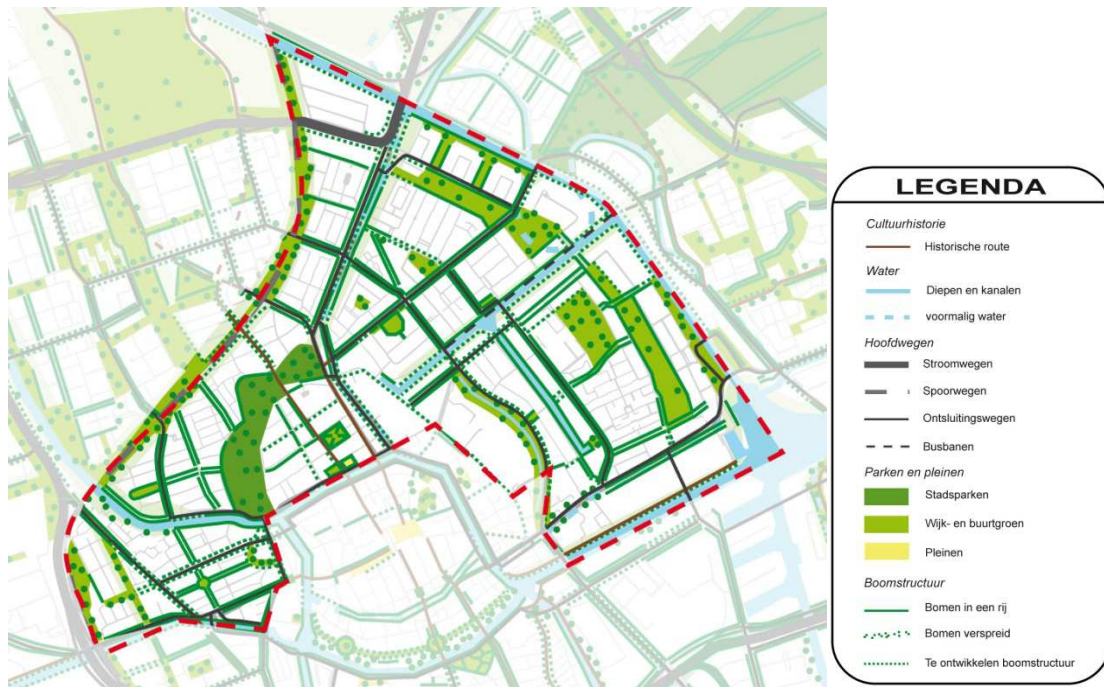 LEGENDA
Cultuurhistorie
Historische route
Water
Diepen en kanalen
voormalig water
Hoofdwegen
Stroomwegen
Spoorwegen
Ontsluitingswegen
Busbanen
Parken en pleinen
Stadsparken
Wijk- en buurtgroen
Pleinen
Boomstructuur
Bomen in een rij
Bomen verspreid
Te ontwikkelen boomstructuur